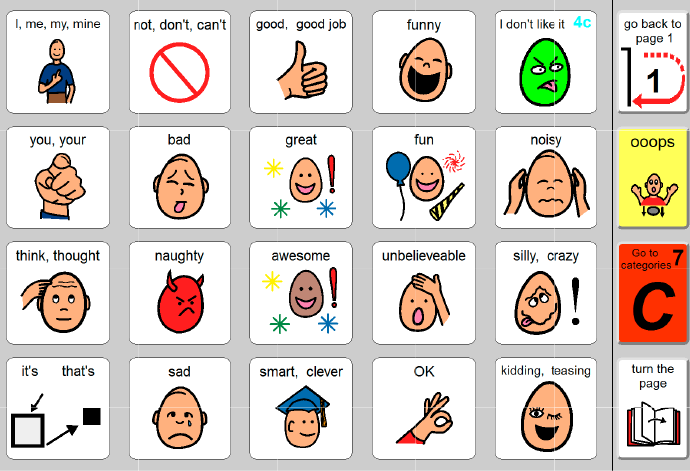 I, me, my, mine
not, don't, can't
good, good job
funny
I don't like it 4c
go back to
page 1
1
you, your
bad
great
fun
noisy
ooops
think, thought
naughty
awesome
unbelieveable
silly, crazy
Go to
categories 7
C
it's that's
sad
smart, clever
OK
kidding, teasing
turn the
page